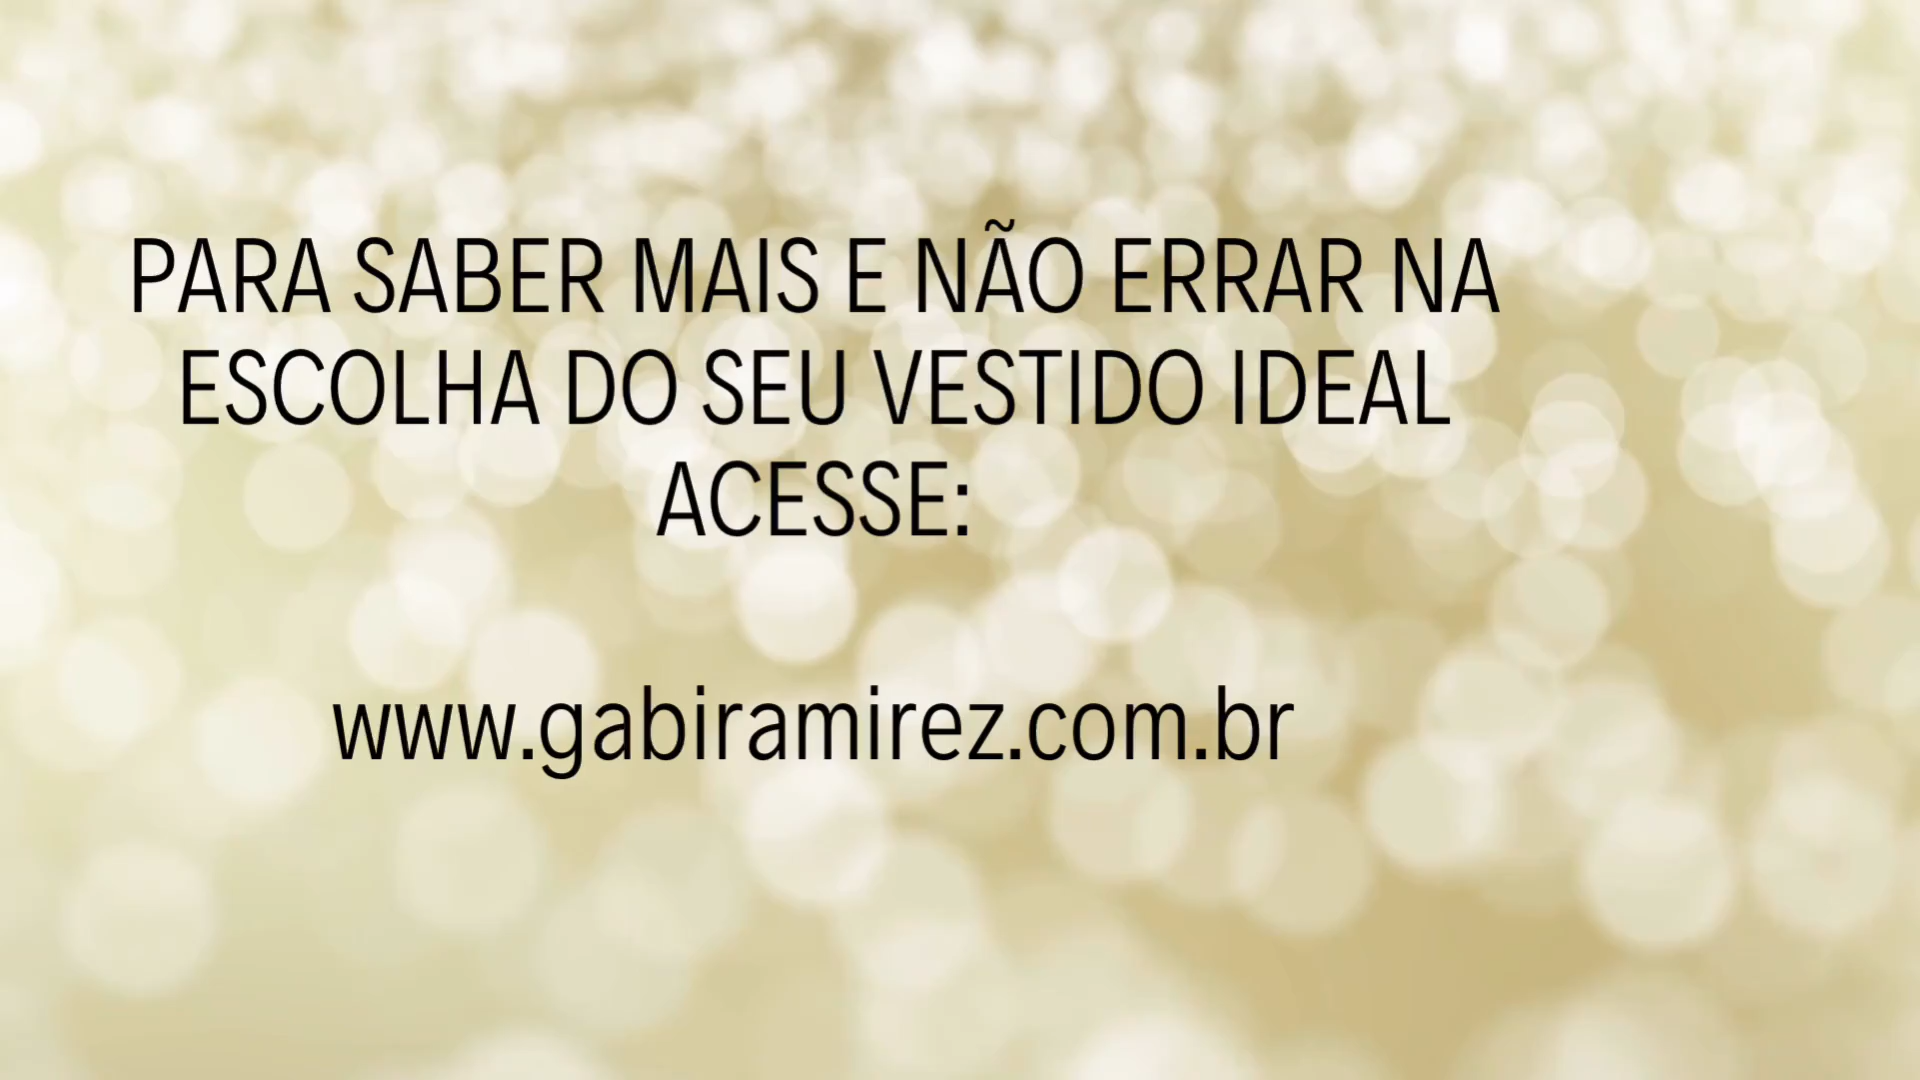 PARA SABER MAIS E NÃO ERRAR NA
ESCOLHA DO SEU VESTIDO IDEAL
ACESSE:
www.gabiramirez.com.br